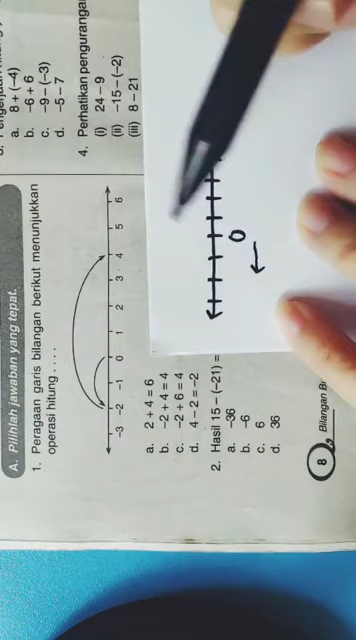 A. Pilihlah jawaban yang tepat.
1. Peragaan garis bilangan berikut menunjukkan
operasi hitung . . . .
–3 –2 –1 0 1 2 3 4 5 6
a. 2 + 4 = 6
b. –2 + 4 = 4
c. –2 + 6 = 4
d. 4 – 2 = –2
2. Hasil 15 – (–21) =
a. –36
b. –6
c. 6
d. 36
8 Bilangan
a. 8 + (–4)
b. –6 + 6
c. –9 – (–3)
d. –5 – 7
4. Perhatikan
(i) 24 – 9
(ii) –15 – (–2)
(iii) 8 – 21
0